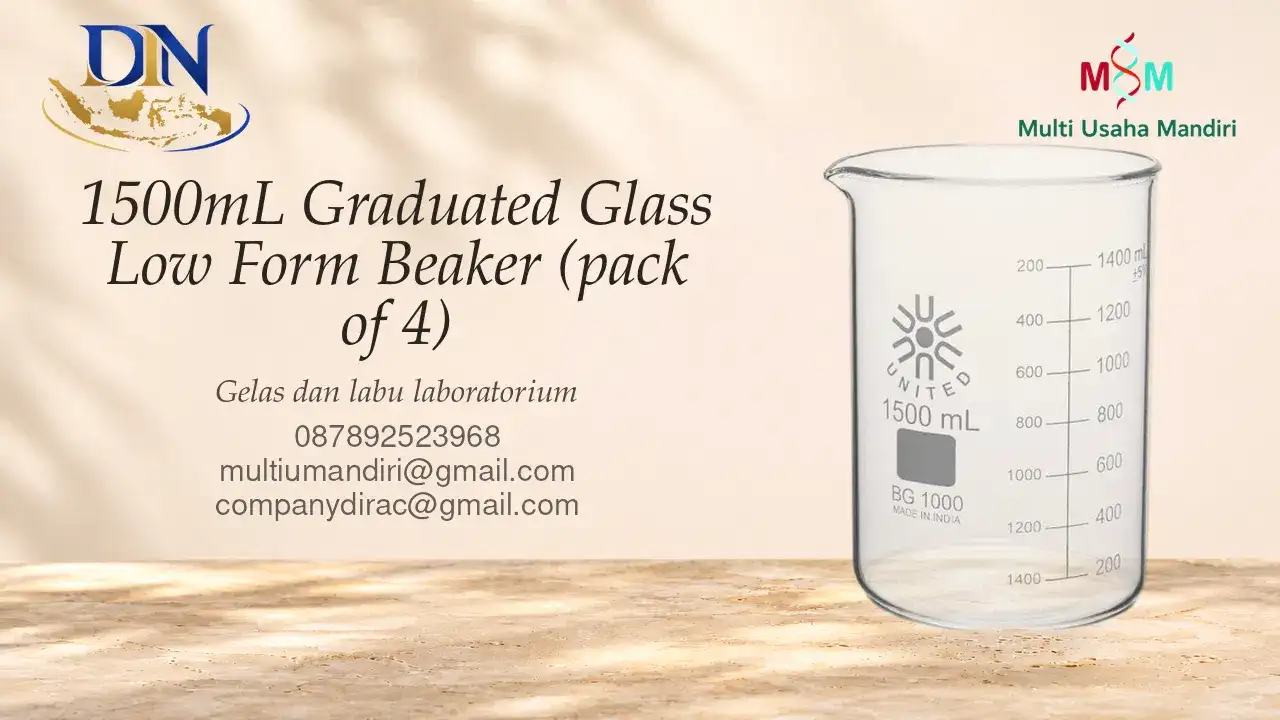 DIN
MSM
Multi Usaha Mandiri
1500mL Graduated Glass
Low Form Beaker (pack
of 4)
Gelas dan labu laboratorium
087892523968
multiumandiri@gmail.com
companydirac@gmail.com
UNITED
1500 mL
BG 1000
MADE IN INDIA
200 1400 mL
±5%
400 1200
600 1000
800 800
1000 600
1200 400
1400 200